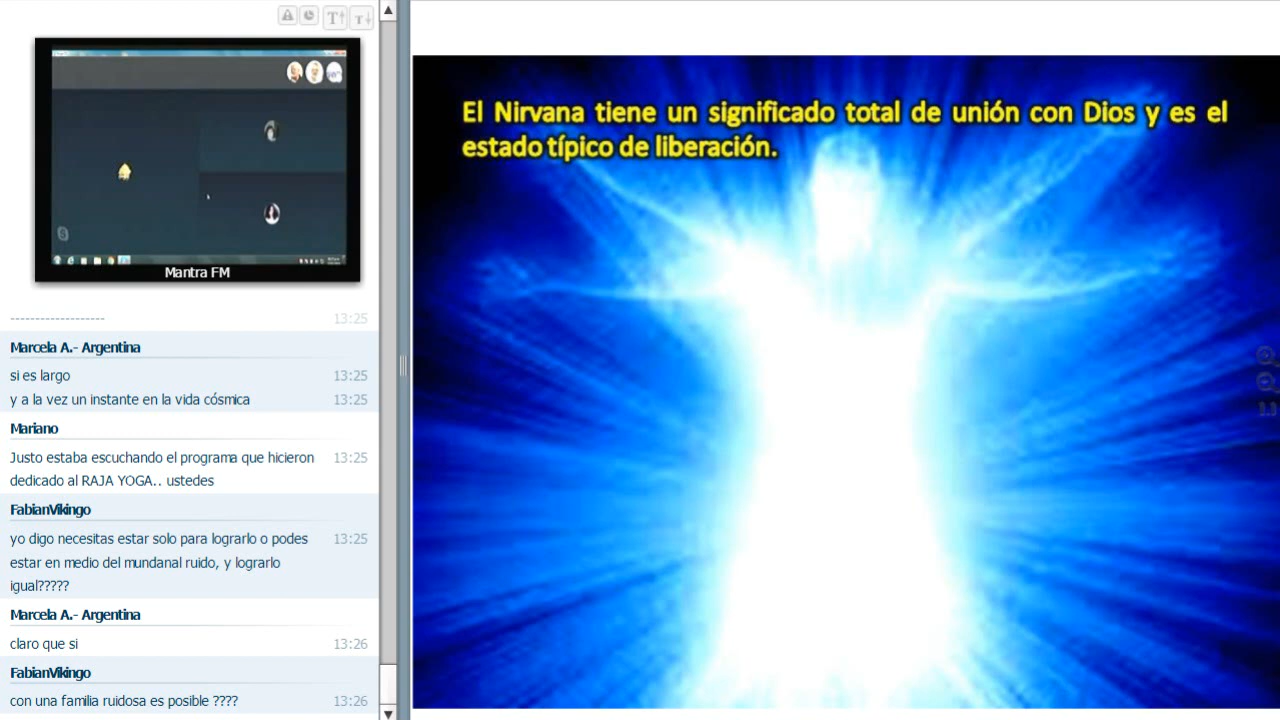 Mantra FM
-------------------
13:25
Marcela A.- Argentina
si es largo 13:25
y a la vez un instante en la vida cósmica 13:25
Mariano
Justo estaba escuchando el programa que hicieron 13:25
dedicado al RAJA YOGA.. ustedes
FabianVikingo
yo digo necesitas estar solo para lograrlo o podes 13:25
estar en medio del mundanal ruido, y lograrlo
igual?????
Marcela A.- Argentina
claro que si 13:26
FabianVikingo
con una familia ruidosa es posible ???? 13:26
El Nirvana tiene un significado total de unión con Dios y es el
estado típico de liberación.